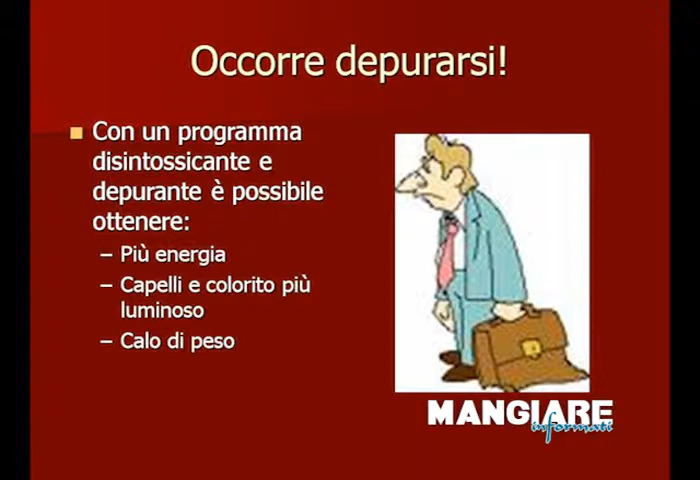 Occorre depurarsi!
Con un programma
disintossicante e
depurante è possibile
ottenere:
– Più energia
– Capelli e colorito più
luminoso
– Calo di peso
MANGIARE
informati